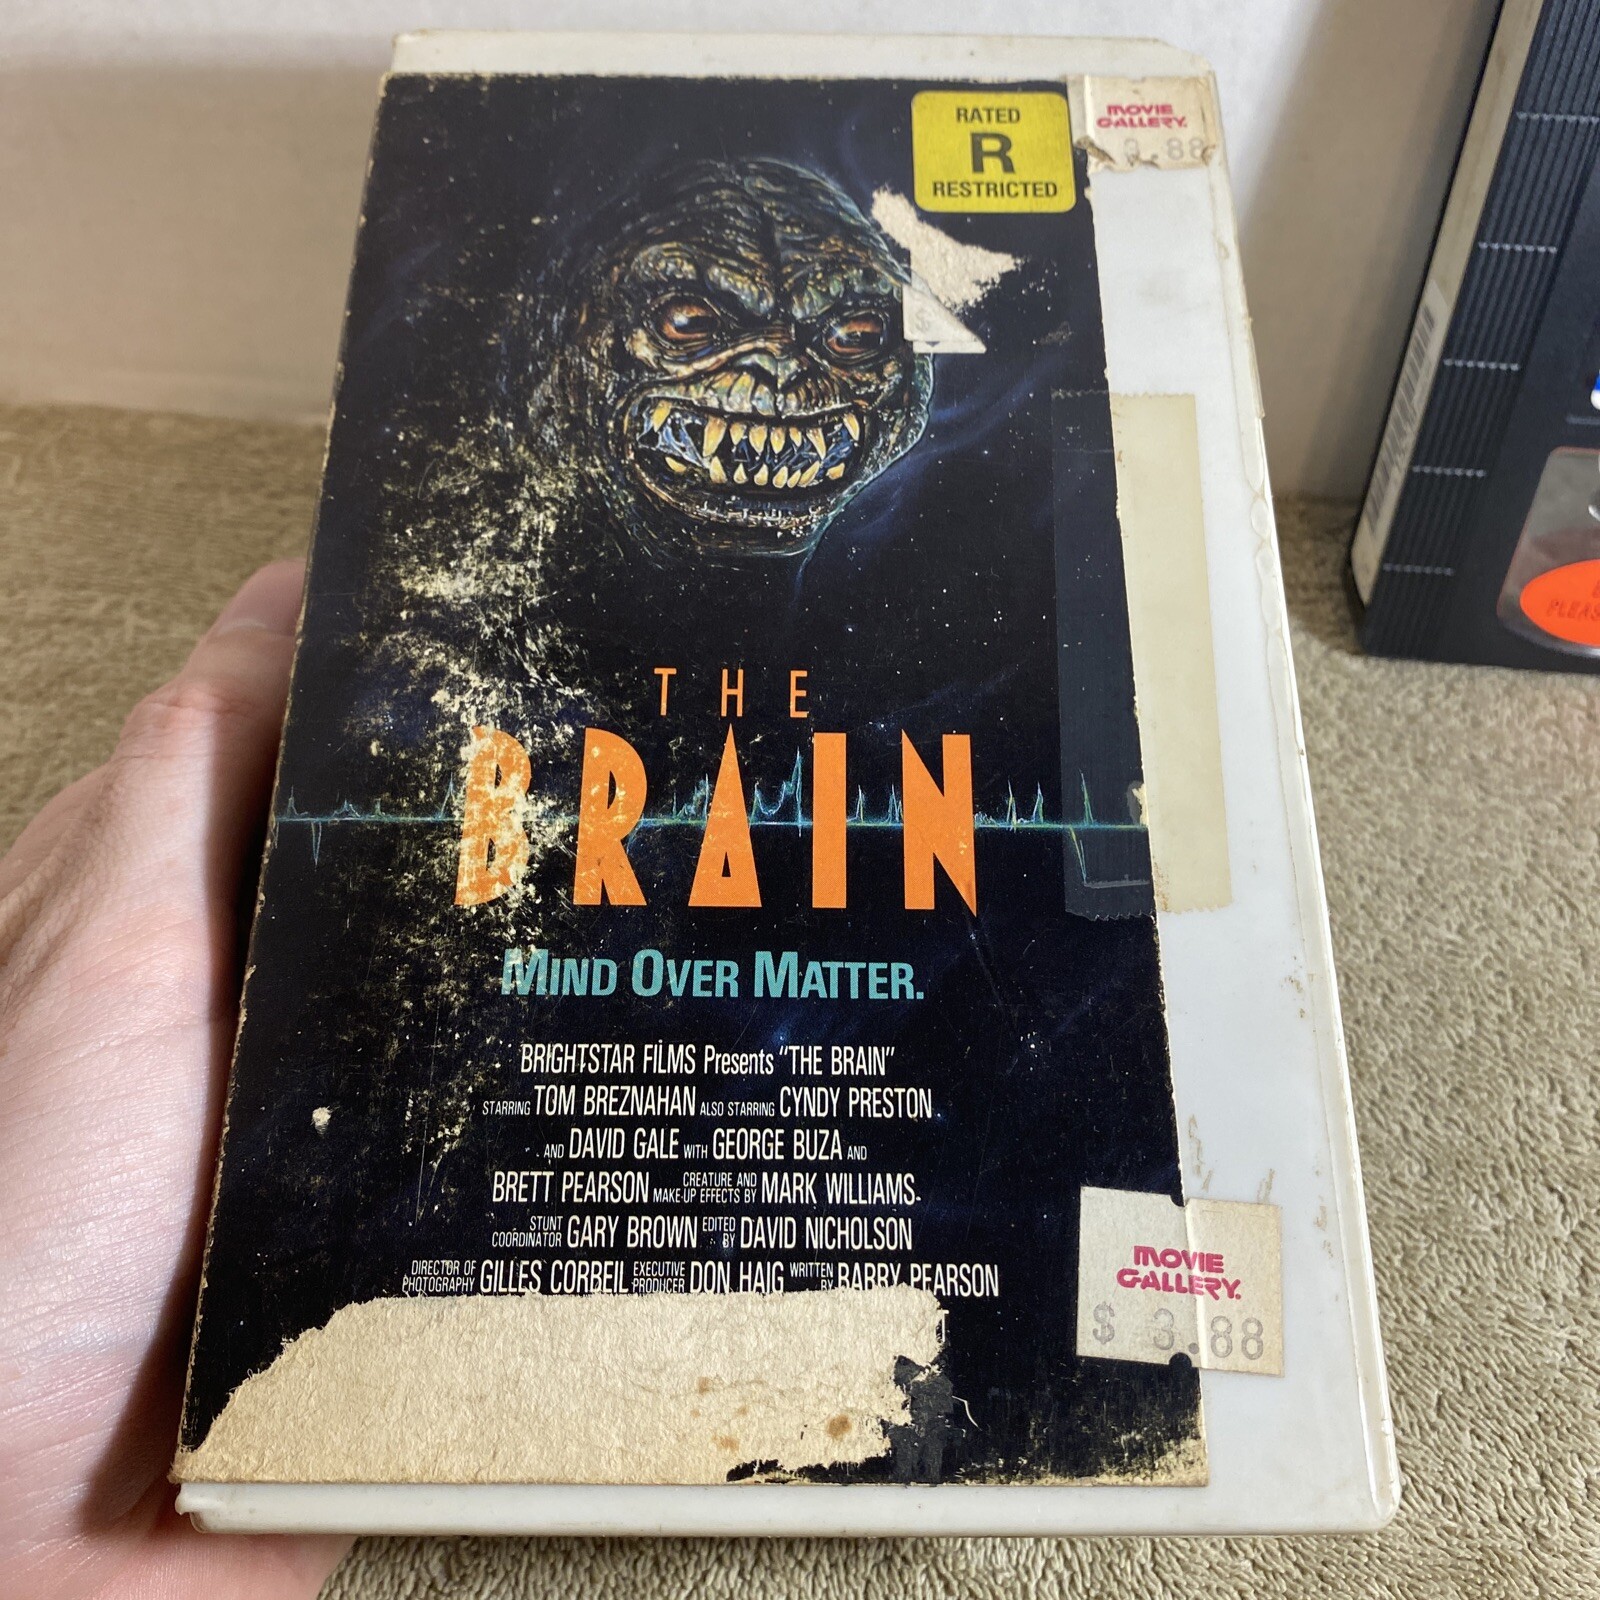 RATED
R
RESTRICTED
MOVIE
GALLERY.
.88
$
THE
BRAIN
MIND OVER MATTER.
BRIGHTSTAR FILMS Presents "THE BRAIN"
STARRING TOM BREZNAHAN ALSO STARRING CYNDY PRESTON
AND DAVID GALE WITH GEORGE BUZA AND
BRETT PEARSON CREATURE AND MAKE-UP EFFECTS BY MARK WILLIAMS
STUNT COORDINATOR GARY BROWN EDITED BY DAVID NICHOLSON
DIRECTOR OF PHOTOGRAPHY GILLES CORBEIL EXECUTIVE PRODUCER DON HAIG WRITTEN BY BARRY PEARSON
MOVIE
GALLERY.
$ 3.88